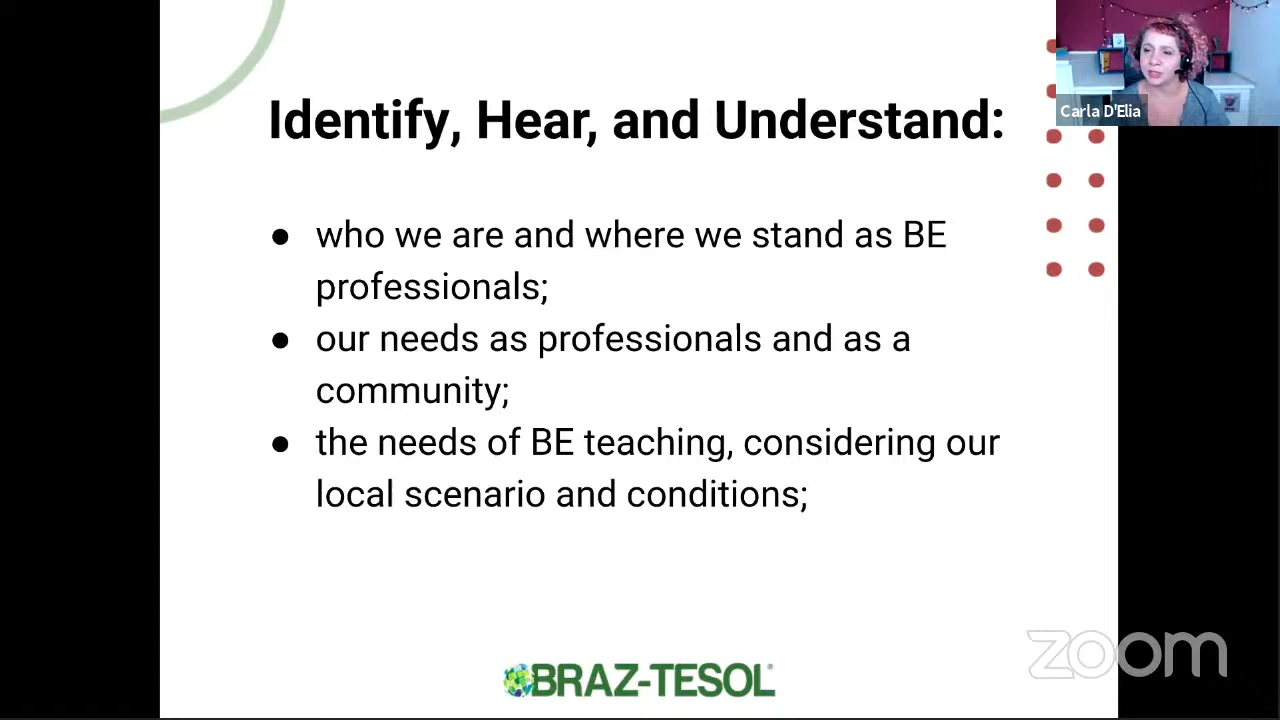 Carla D'Elia
Identify, Hear, and Understand:
● who we are and where we stand as BE
professionals;
● our needs as professionals and as a
community;
● the needs of BE teaching, considering our
local scenario and conditions;
zoom
BRAZ-TESOL®